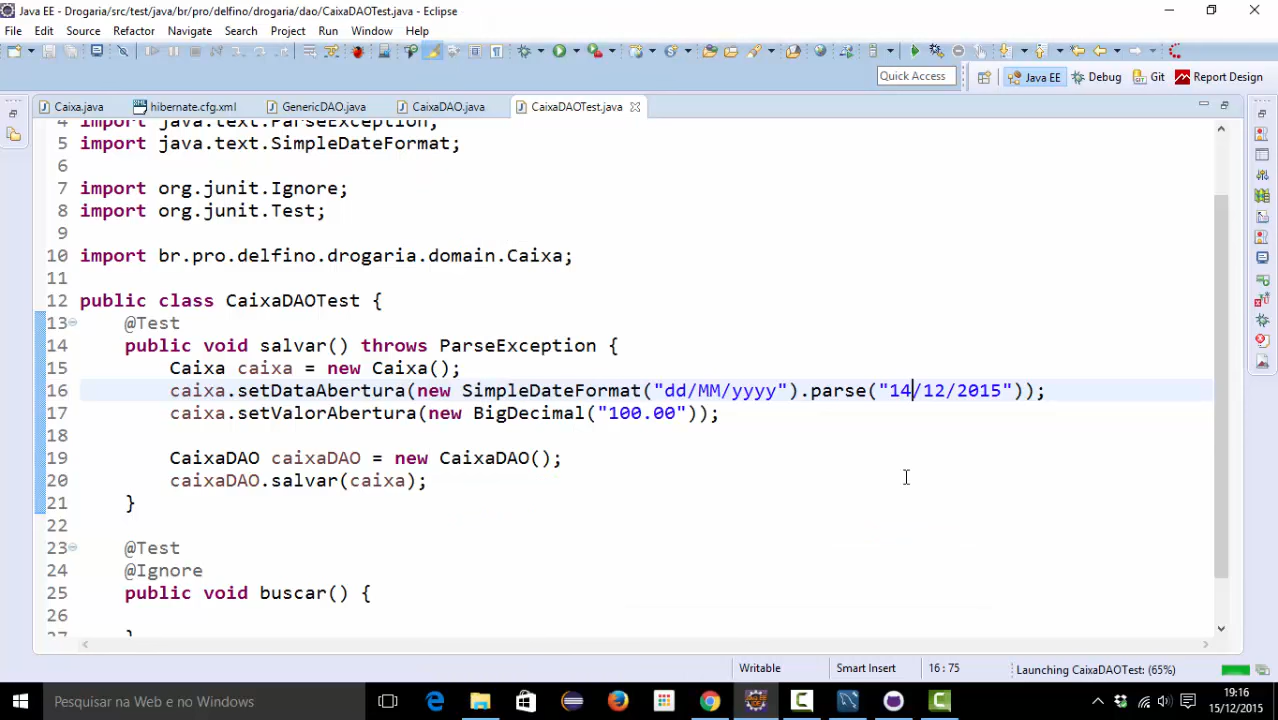 Java EE - Drogaria/src/test/java/br/pro/delfino/drogaria/dao/CaixaDAOTest.java - Eclipse
File Edit Source Refactor Navigate Search Project Run Window Help
Quick Access Java EE Debug Git Report Design
Caixa.java hibernate.cfg.xml GenericDAO.java CaixaDAO.java CaixaDAOTest.java
4 import java.text.ParseException;
5 import java.text.SimpleDateFormat;
6
7 import org.junit.Ignore;
8 import org.junit.Test;
9
10 import br.pro.delfino.drogaria.domain.Caixa;
11
12 public class CaixaDAOTest {
13 @Test
14 public void salvar() throws ParseException {
15 Caixa caixa = new Caixa();
16 caixa.setDataAbertura(new SimpleDateFormat("dd/MM/yyyy").parse("14/12/2015"));
17 caixa.setValorAbertura(new BigDecimal("100.00"));
18
19 CaixaDAO caixaDAO = new CaixaDAO();
20 caixaDAO.salvar(caixa);
21 }
22
23 @Test
24 @Ignore
25 public void buscar() {
26
27 }
Writable Smart Insert 16 : 75 Launching CaixaDAOTest: (65%)
Pesquisar na Web e no Windows 19:16
15/12/2015